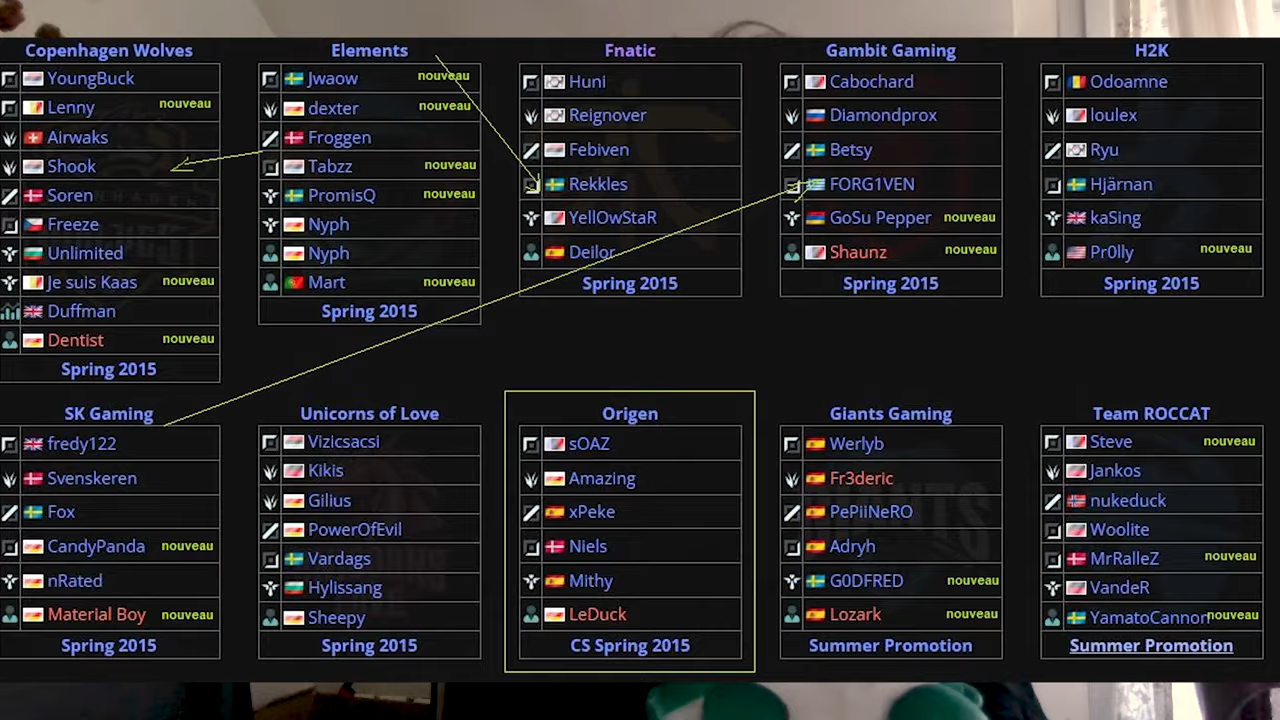 Copenhagen Wolves
YoungBuck
Lenny nouveau
Airwaks
Shook
Soren
Freeze
Unlimited
Je suis Kaas nouveau
Duffman
Dentist nouveau
Spring 2015
Elements
Jwaow nouveau
dexter nouveau
Froggen
Tabzz nouveau
PromisQ nouveau
Nyph
Nyph
Mart nouveau
Spring 2015
Fnatic
Huni
Reignover
Febiven
Rekkles
YellOwStaR
Deilor
Spring 2015
Gambit Gaming
Cabochard
Diamondprox
Betsy
FORG1VEN
GoSu Pepper nouveau
Shaunz nouveau
Spring 2015
H2K
Odoamne
loulex
Ryu
Hjärnan
kaSing
Pr0lly nouveau
Spring 2015
SK Gaming
fredy122
Svenskeren
Fox
CandyPanda nouveau
nRated
Material Boy nouveau
Spring 2015
Unicorns of Love
Vizicsacsi
Kikis
Gilius
PowerOfEvil
Vardags
Hylissang
Sheepy
Spring 2015
Origen
sOAZ
Amazing
xPeke
Niels
Mithy
LeDuck
CS Spring 2015
Giants Gaming
Werlyb
Fr3deric
PePiiNeRO
Adryh
G0DFRED nouveau
Lozark nouveau
Summer Promotion
Team ROCCAT
Steve nouveau
Jankos
nukeduck
Woolite
MrRalleZ nouveau
VandeR
YamatoCannon nouveau
Summer Promotion